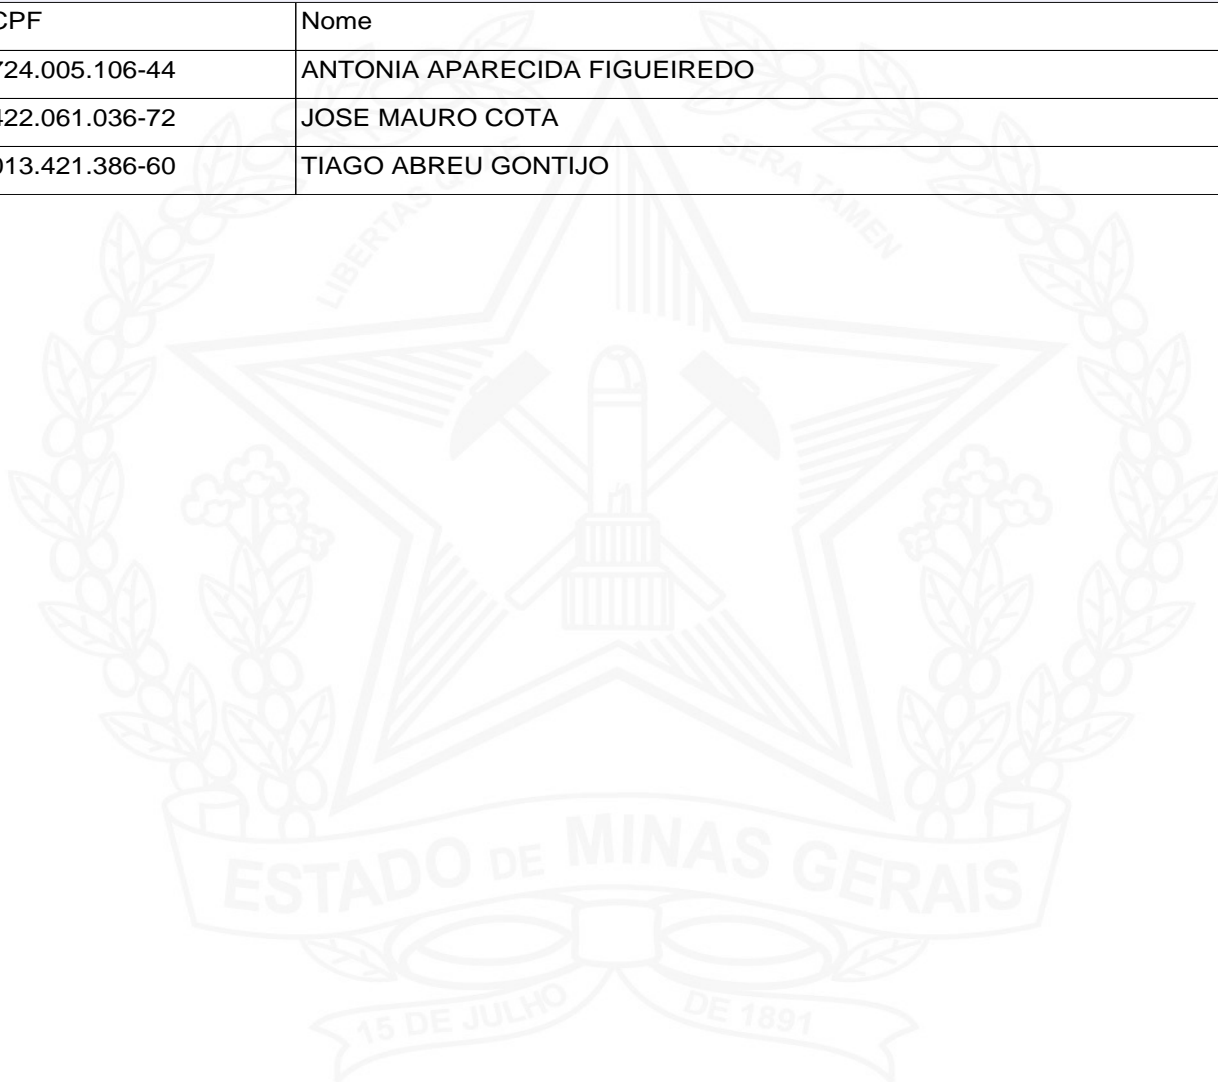 CPF Nome
724.005.106-44 ANTONIA APARECIDA FIGUEIREDO
422.061.036-72 JOSE MAURO COTA
013.421.386-60 TIAGO ABREU GONTIJO
LIBERTAS QUE SERA TAMEN
ESTADO DE MINAS GERAIS
15 DE JULHO DE 1891